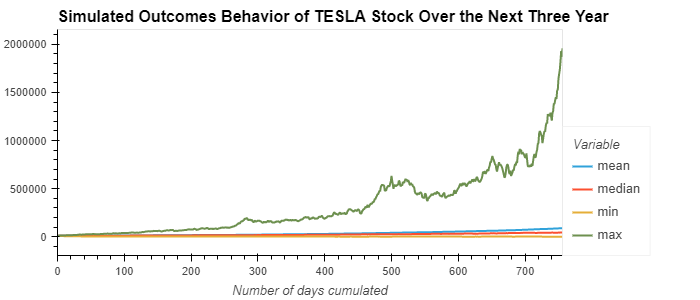 Simulated Outcomes Behavior of TESLA Stock Over the Next Three Year
2000000
1500000
1000000
500000
0
0 100 200 300 400 500 600 700
Number of days cumulated
Variable
mean
median
min
max